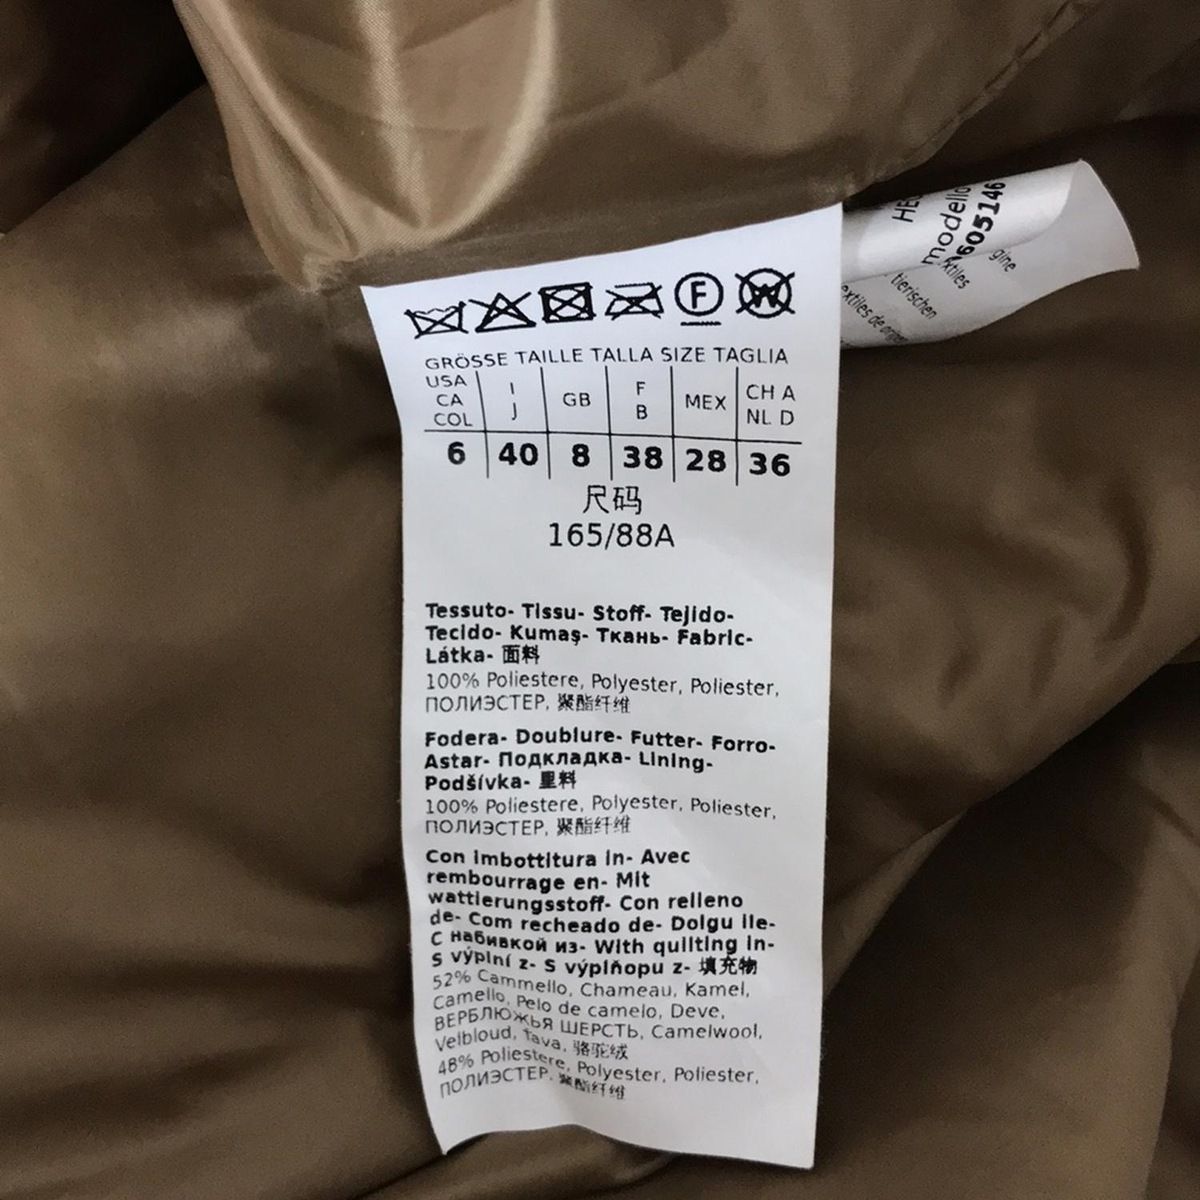 F W
GRÖSSE TAILLE TALLA SIZE TAGLIA
USA CA COL I J GB F B MEX CH A NL D
6 40 8 38 28 36
尺码
165/88A
Tessuto- Tissu- Stoff- Tejido-
Tecido- Kumaş- Ткань- Fabric-
Látka- 面料
100% Poliestere, Polyester, Poliester,
ПОЛИЭСТЕР, 聚酯纤维
Fodera- Doublure- Futter- Forro-
Astar- Подкладка- Lining-
Podšívka- 里料
100% Poliestere, Polyester, Poliester,
ПОЛИЭСТЕР, 聚酯纤维
Con imbottitura in- Avec
rembourrage en- Mit
wattierungsstoff- Con relleno
de- Com recheado de- Dolgu ile-
С набивкой из- With quilting in-
S výplní z- S výplňopu z- 填充物
52% Cammello, Chameau, Kamel,
Camello, Pelo de camelo, Deve,
ВЕРБЛЮЖЬЯ ШЕРСТЬ, Camelwool,
Velbloud, Ťava, 骆驼绒
48% Poliestere, Polyester, Poliester,
ПОЛИЭСТЕР, 聚酯纤维
modello
605146
gine
tierischen
extiles de